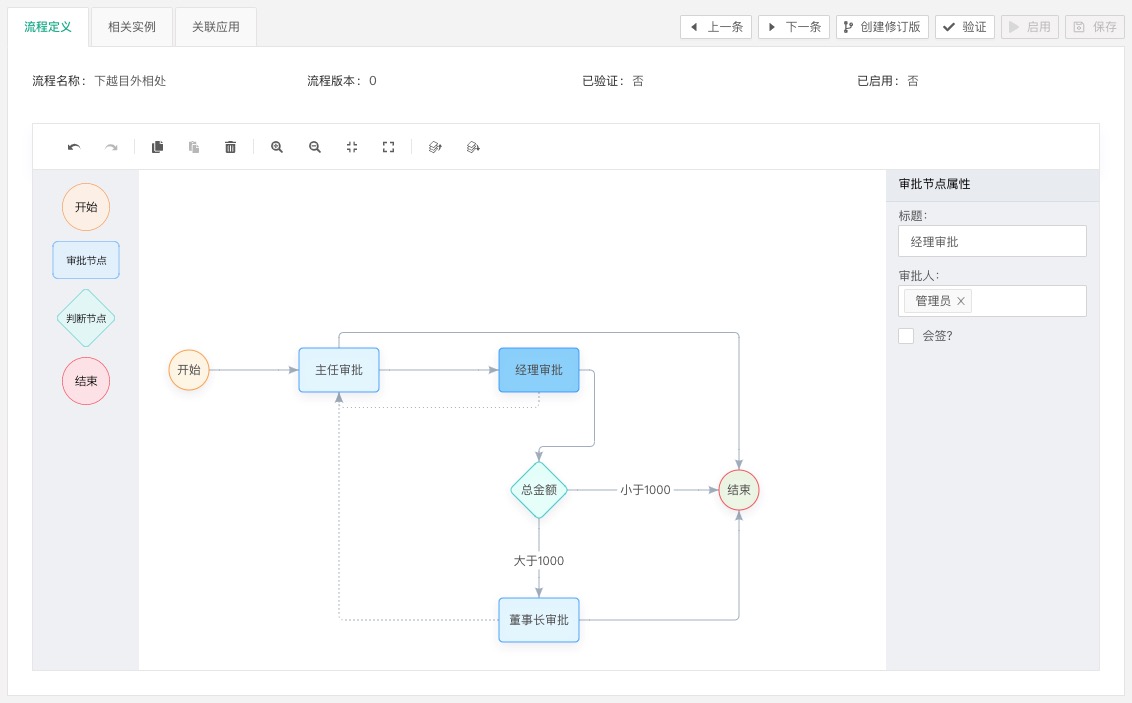 流程定义
相关实例
关联应用
上一条
下一条
创建修订版
验证
启用
保存
流程名称: 下越目外相处
流程版本: 0
已验证: 否
已启用: 否
开始
审批节点
判断节点
结束
开始
主任审批
经理审批
总金额
小于1000
结束
大于1000
董事长审批
审批节点属性
标题:
经理审批
审批人:
管理员
会签?